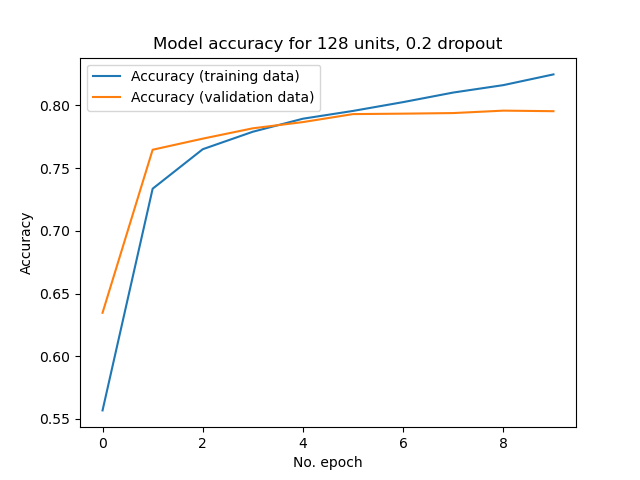 Model accuracy for 128 units, 0.2 dropout
Accuracy (training data)
Accuracy (validation data)
0.80
0.75
0.70
0.65
0.60
0.55
Accuracy
0 2 4 6 8
No. epoch